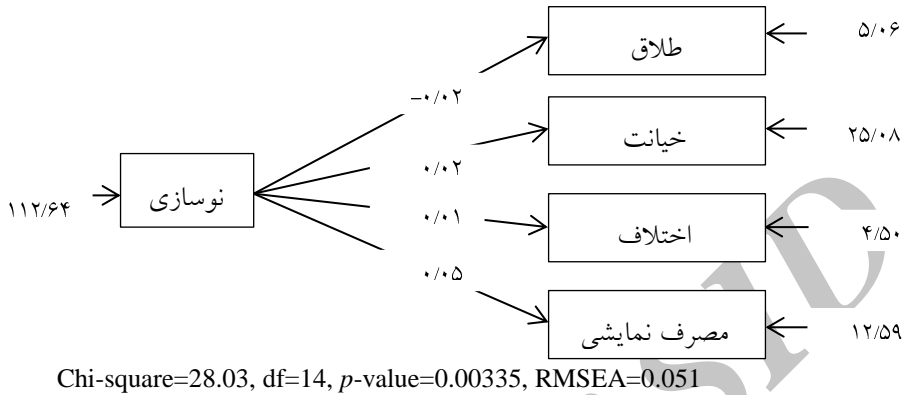 ۵/۰۶
طلاق
-۰/۰۲
۲۵/۰۸
خیانت
۰/۰۲
۱۱۲/۶۴
نوسازی
۰/۰۱
۴/۵۰
اختلاف
۰/۰۵
۱۲/۵۹
مصرف نمایشی
Chi-square=28.03, df=14, p-value=0.00335, RMSEA=0.051
SID